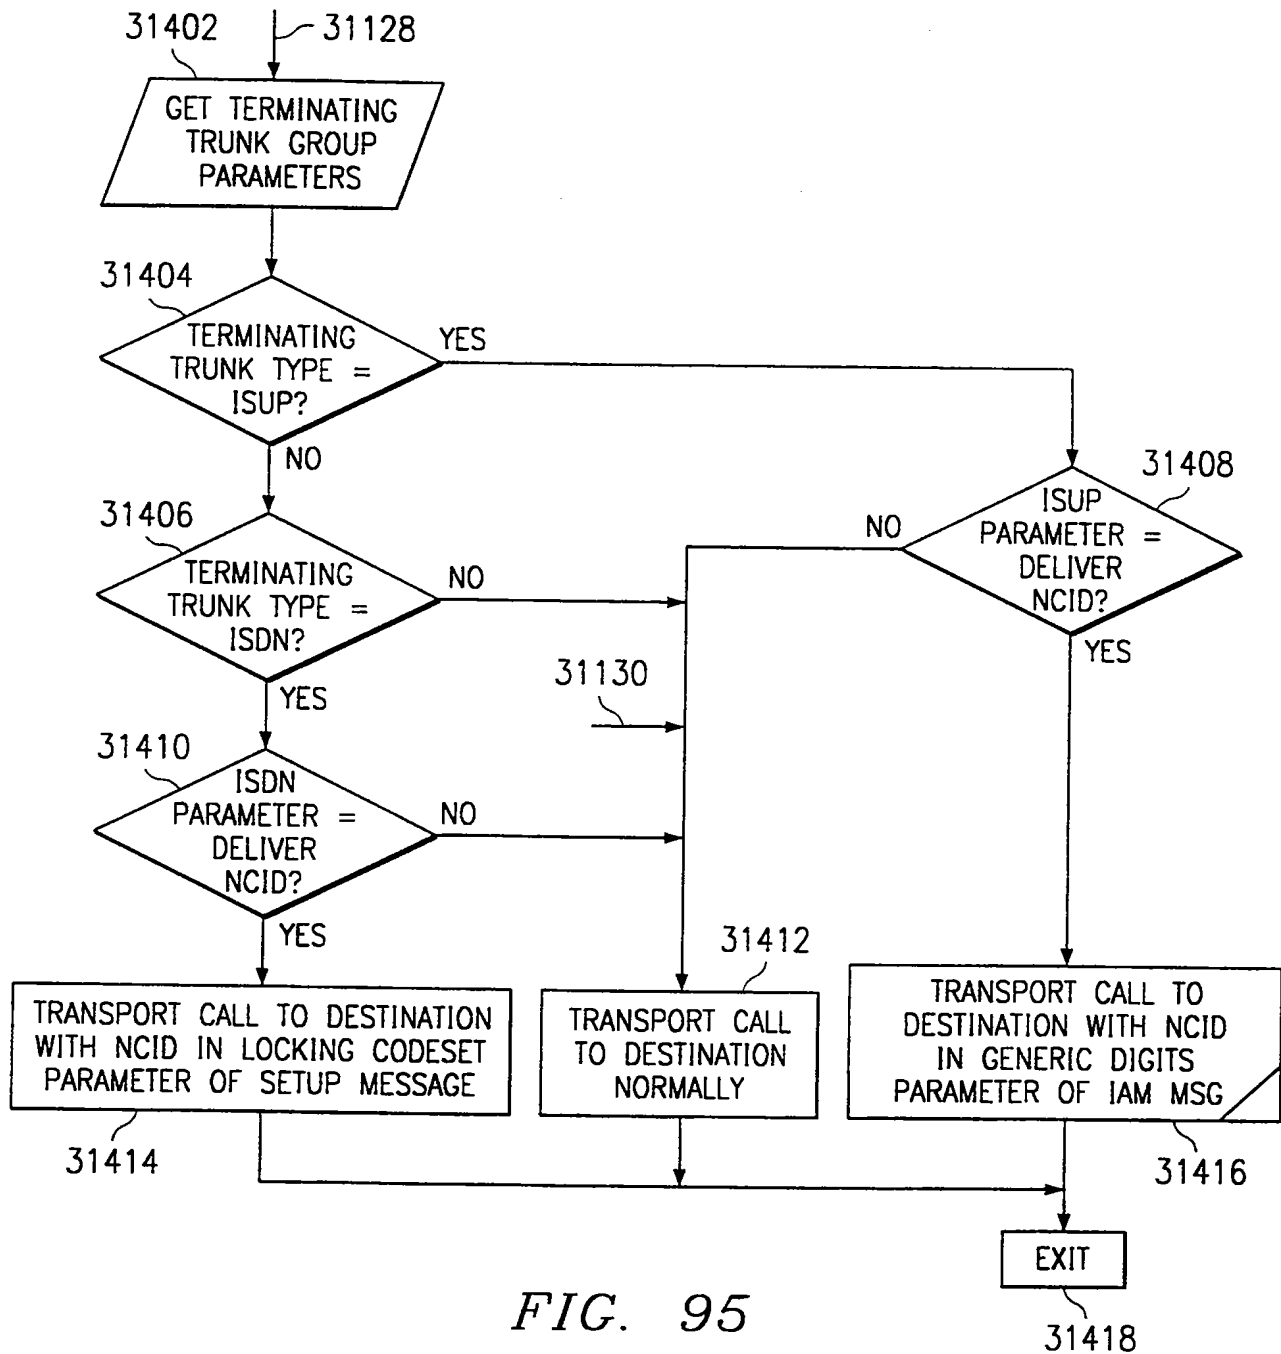 31402
31128
GET TERMINATING
TRUNK GROUP
PARAMETERS
31404
TERMINATING
TRUNK TYPE =
ISUP?
YES
NO
31406
TERMINATING
TRUNK TYPE =
ISDN?
NO
YES
31408
ISUP
PARAMETER =
DELIVER
NCID?
NO
YES
31130
31410
ISDN
PARAMETER =
DELIVER
NCID?
NO
YES
TRANSPORT CALL TO DESTINATION
WITH NCID IN LOCKING CODESET
PARAMETER OF SETUP MESSAGE
31414
31412
TRANSPORT CALL
TO DESTINATION
NORMALLY
TRANSPORT CALL TO
DESTINATION WITH NCID
IN GENERIC DIGITS
PARAMETER OF IAM MSG
31416
EXIT
31418
FIG. 95